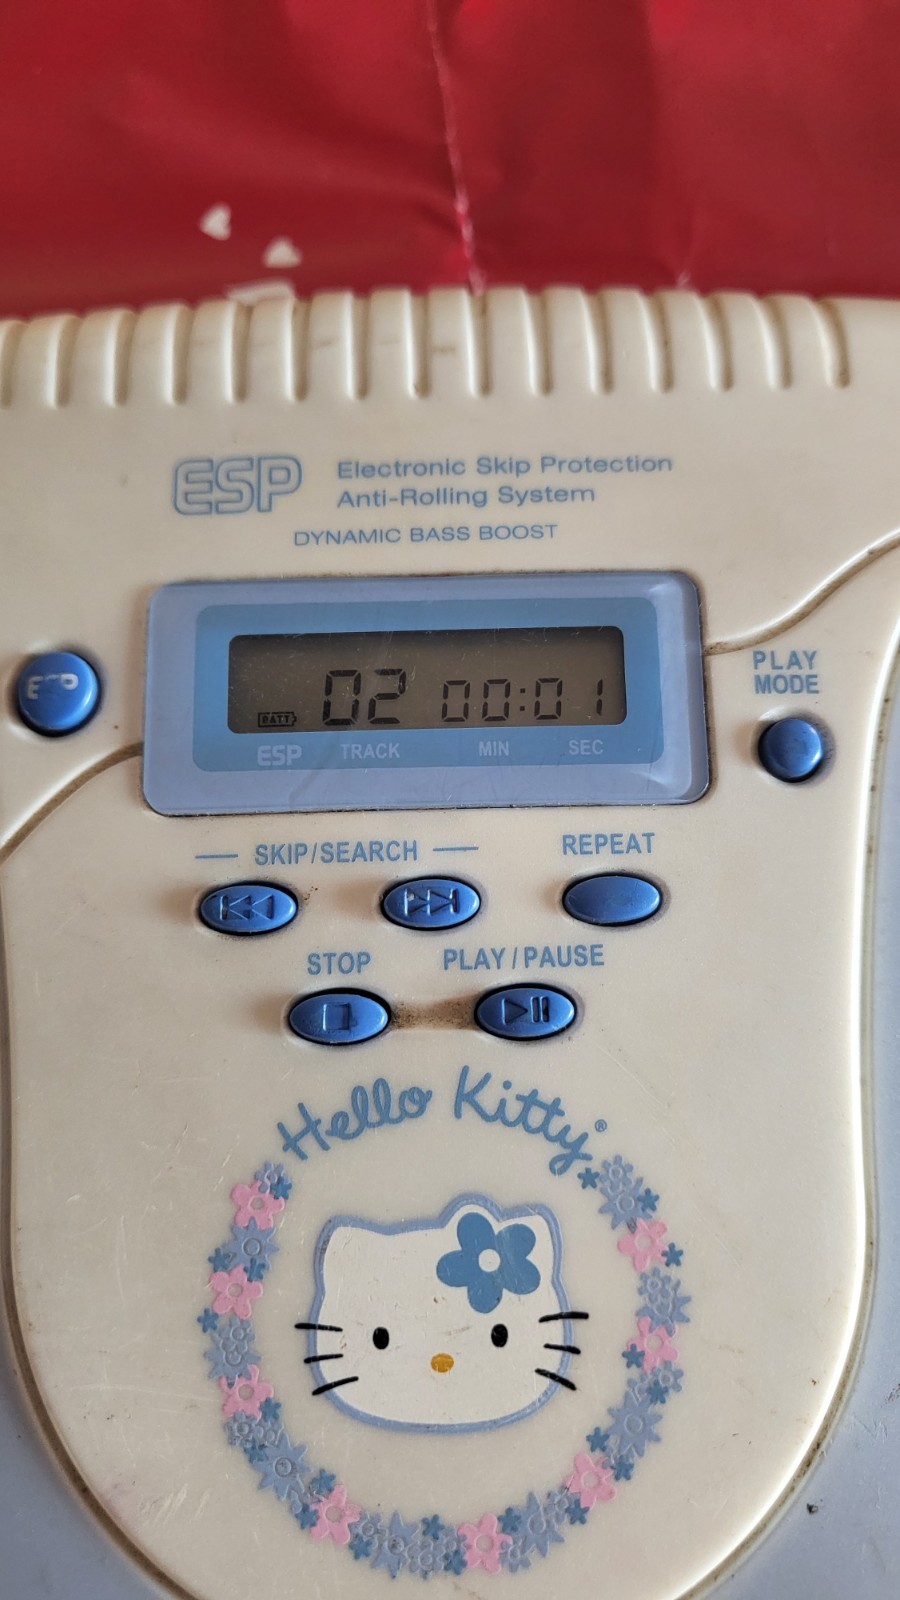 ESP
Electronic Skip Protection
Anti-Rolling System
DYNAMIC BASS BOOST
ESP
PLAY
MODE
BATT
02 00:01
ESP TRACK MIN SEC
SKIP/SEARCH
REPEAT
STOP
PLAY/PAUSE
Hello Kitty®